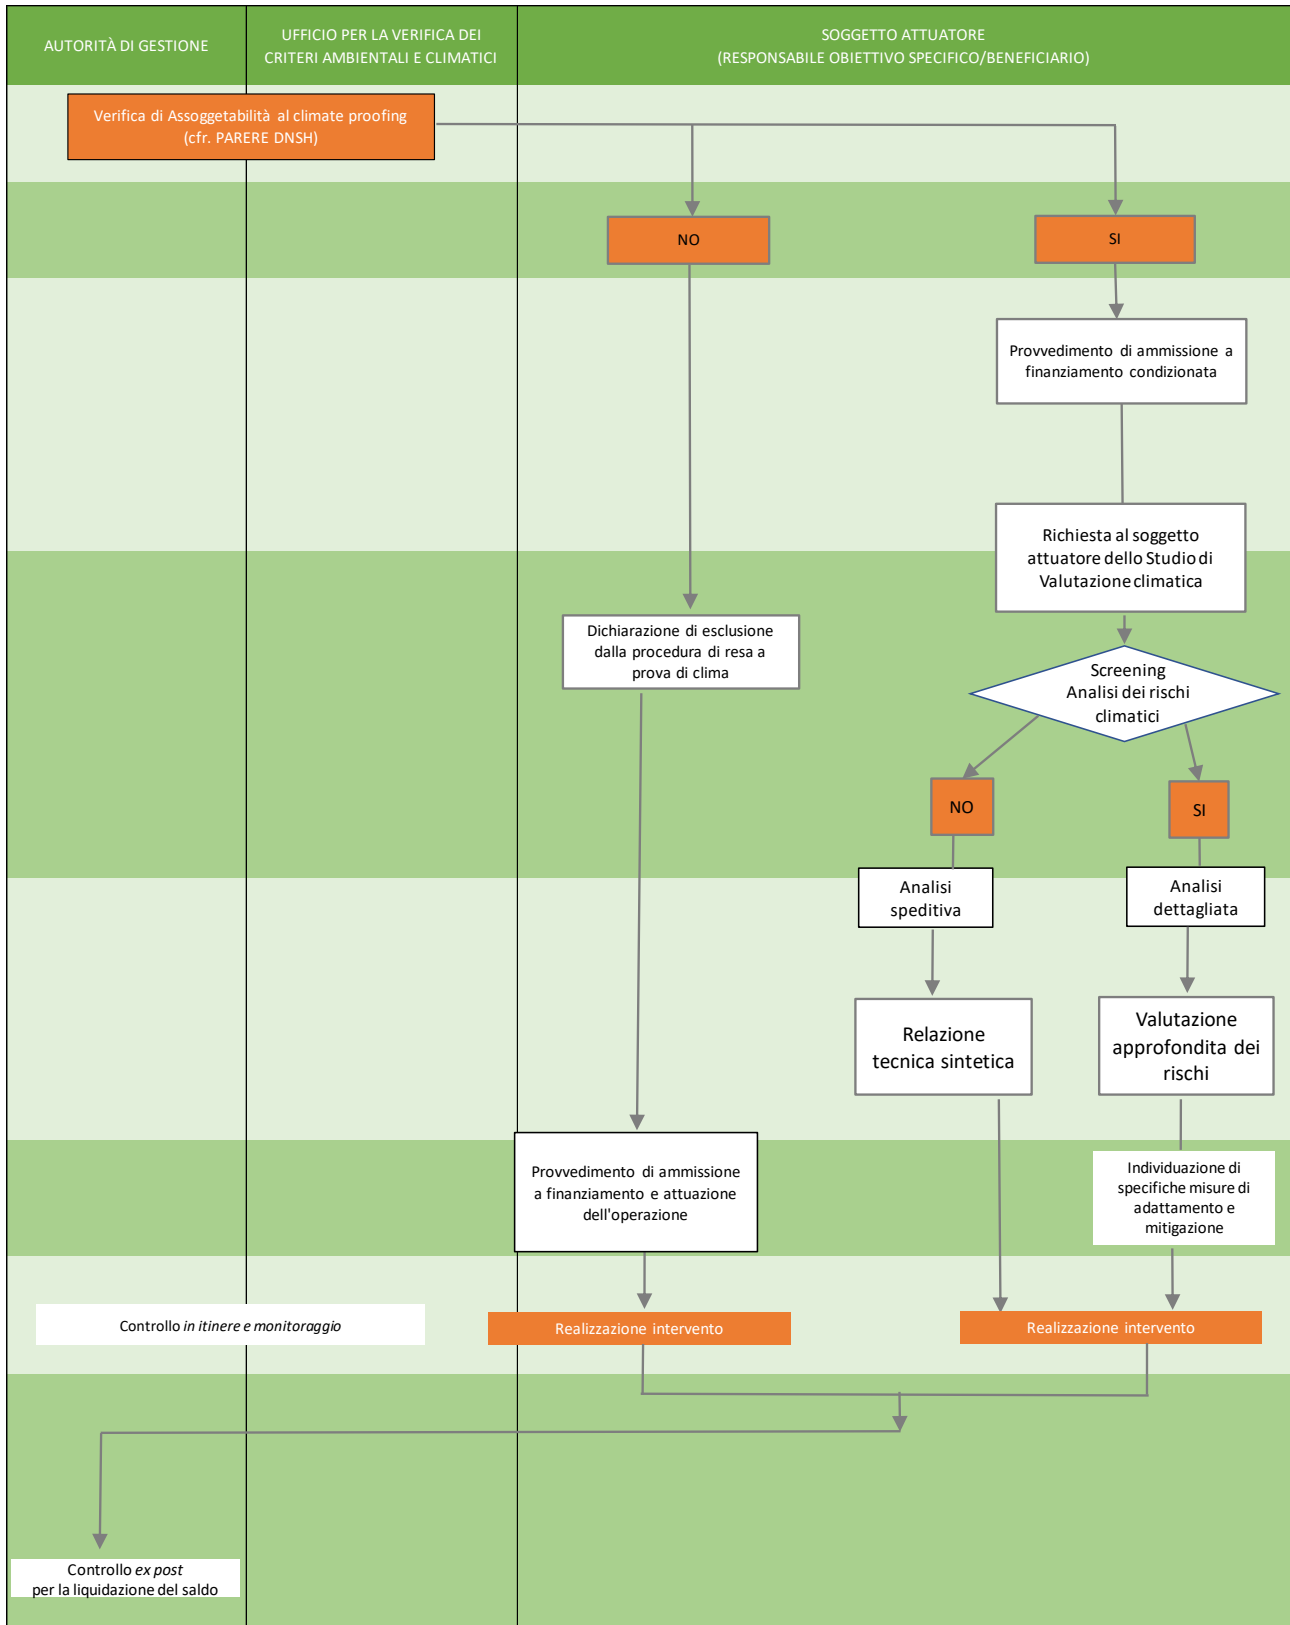 AUTORITÀ DI GESTIONE
UFFICIO PER LA VERIFICA DEI
CRITERI AMBIENTALI E CLIMATICI
SOGGETTO ATTUATORE
(RESPONSABILE OBIETTIVO SPECIFICO/BENEFICIARIO)
Verifica di Assoggetabilità al climate proofing
(cfr. PARERE DNSH)
NO
SI
Provvedimento di ammissione a
finanziamento condizionata
Richiesta al soggetto
attuatore dello Studio di
Valutazione climatica
Dichiarazione di esclusione
dalla procedura di resa a
prova di clima
Screening
Analisi dei rischi
climatici
NO
SI
Analisi
speditiva
Analisi
dettagliata
Relazione
tecnica sintetica
Valutazione
approfondita dei
rischi
Provvedimento di ammissione
a finanziamento e attuazione
dell'operazione
Individuazione di
specifiche misure di
adattamento e
mitigazione
Controllo in itinere e monitoraggio
Realizzazione intervento
Realizzazione intervento
Controllo ex post
per la liquidazione del saldo